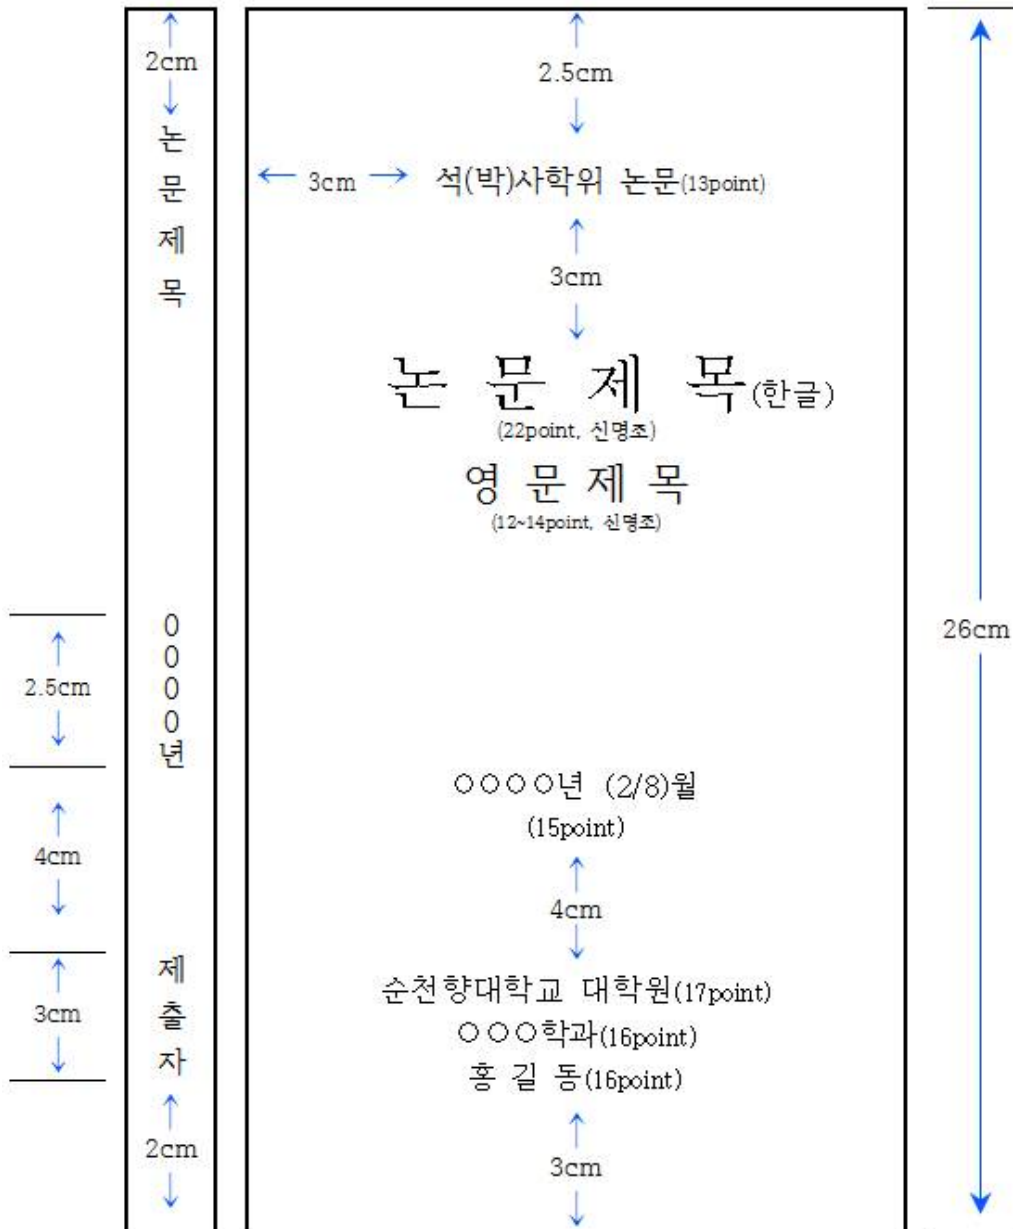 2cm
논문제목
0000년
제출자
2cm
2.5cm
4cm
3cm
2.5cm
3cm
석(박)사학위 논문(13point)
3cm
논 문 제 목(한글)
(22point, 신명조)
영 문 제 목
(12~14point, 신명조)
○○○○년 (2/8)월
(15point)
4cm
순천향대학교 대학원(17point)
○○○학과(16point)
홍 길 동(16point)
3cm
26cm